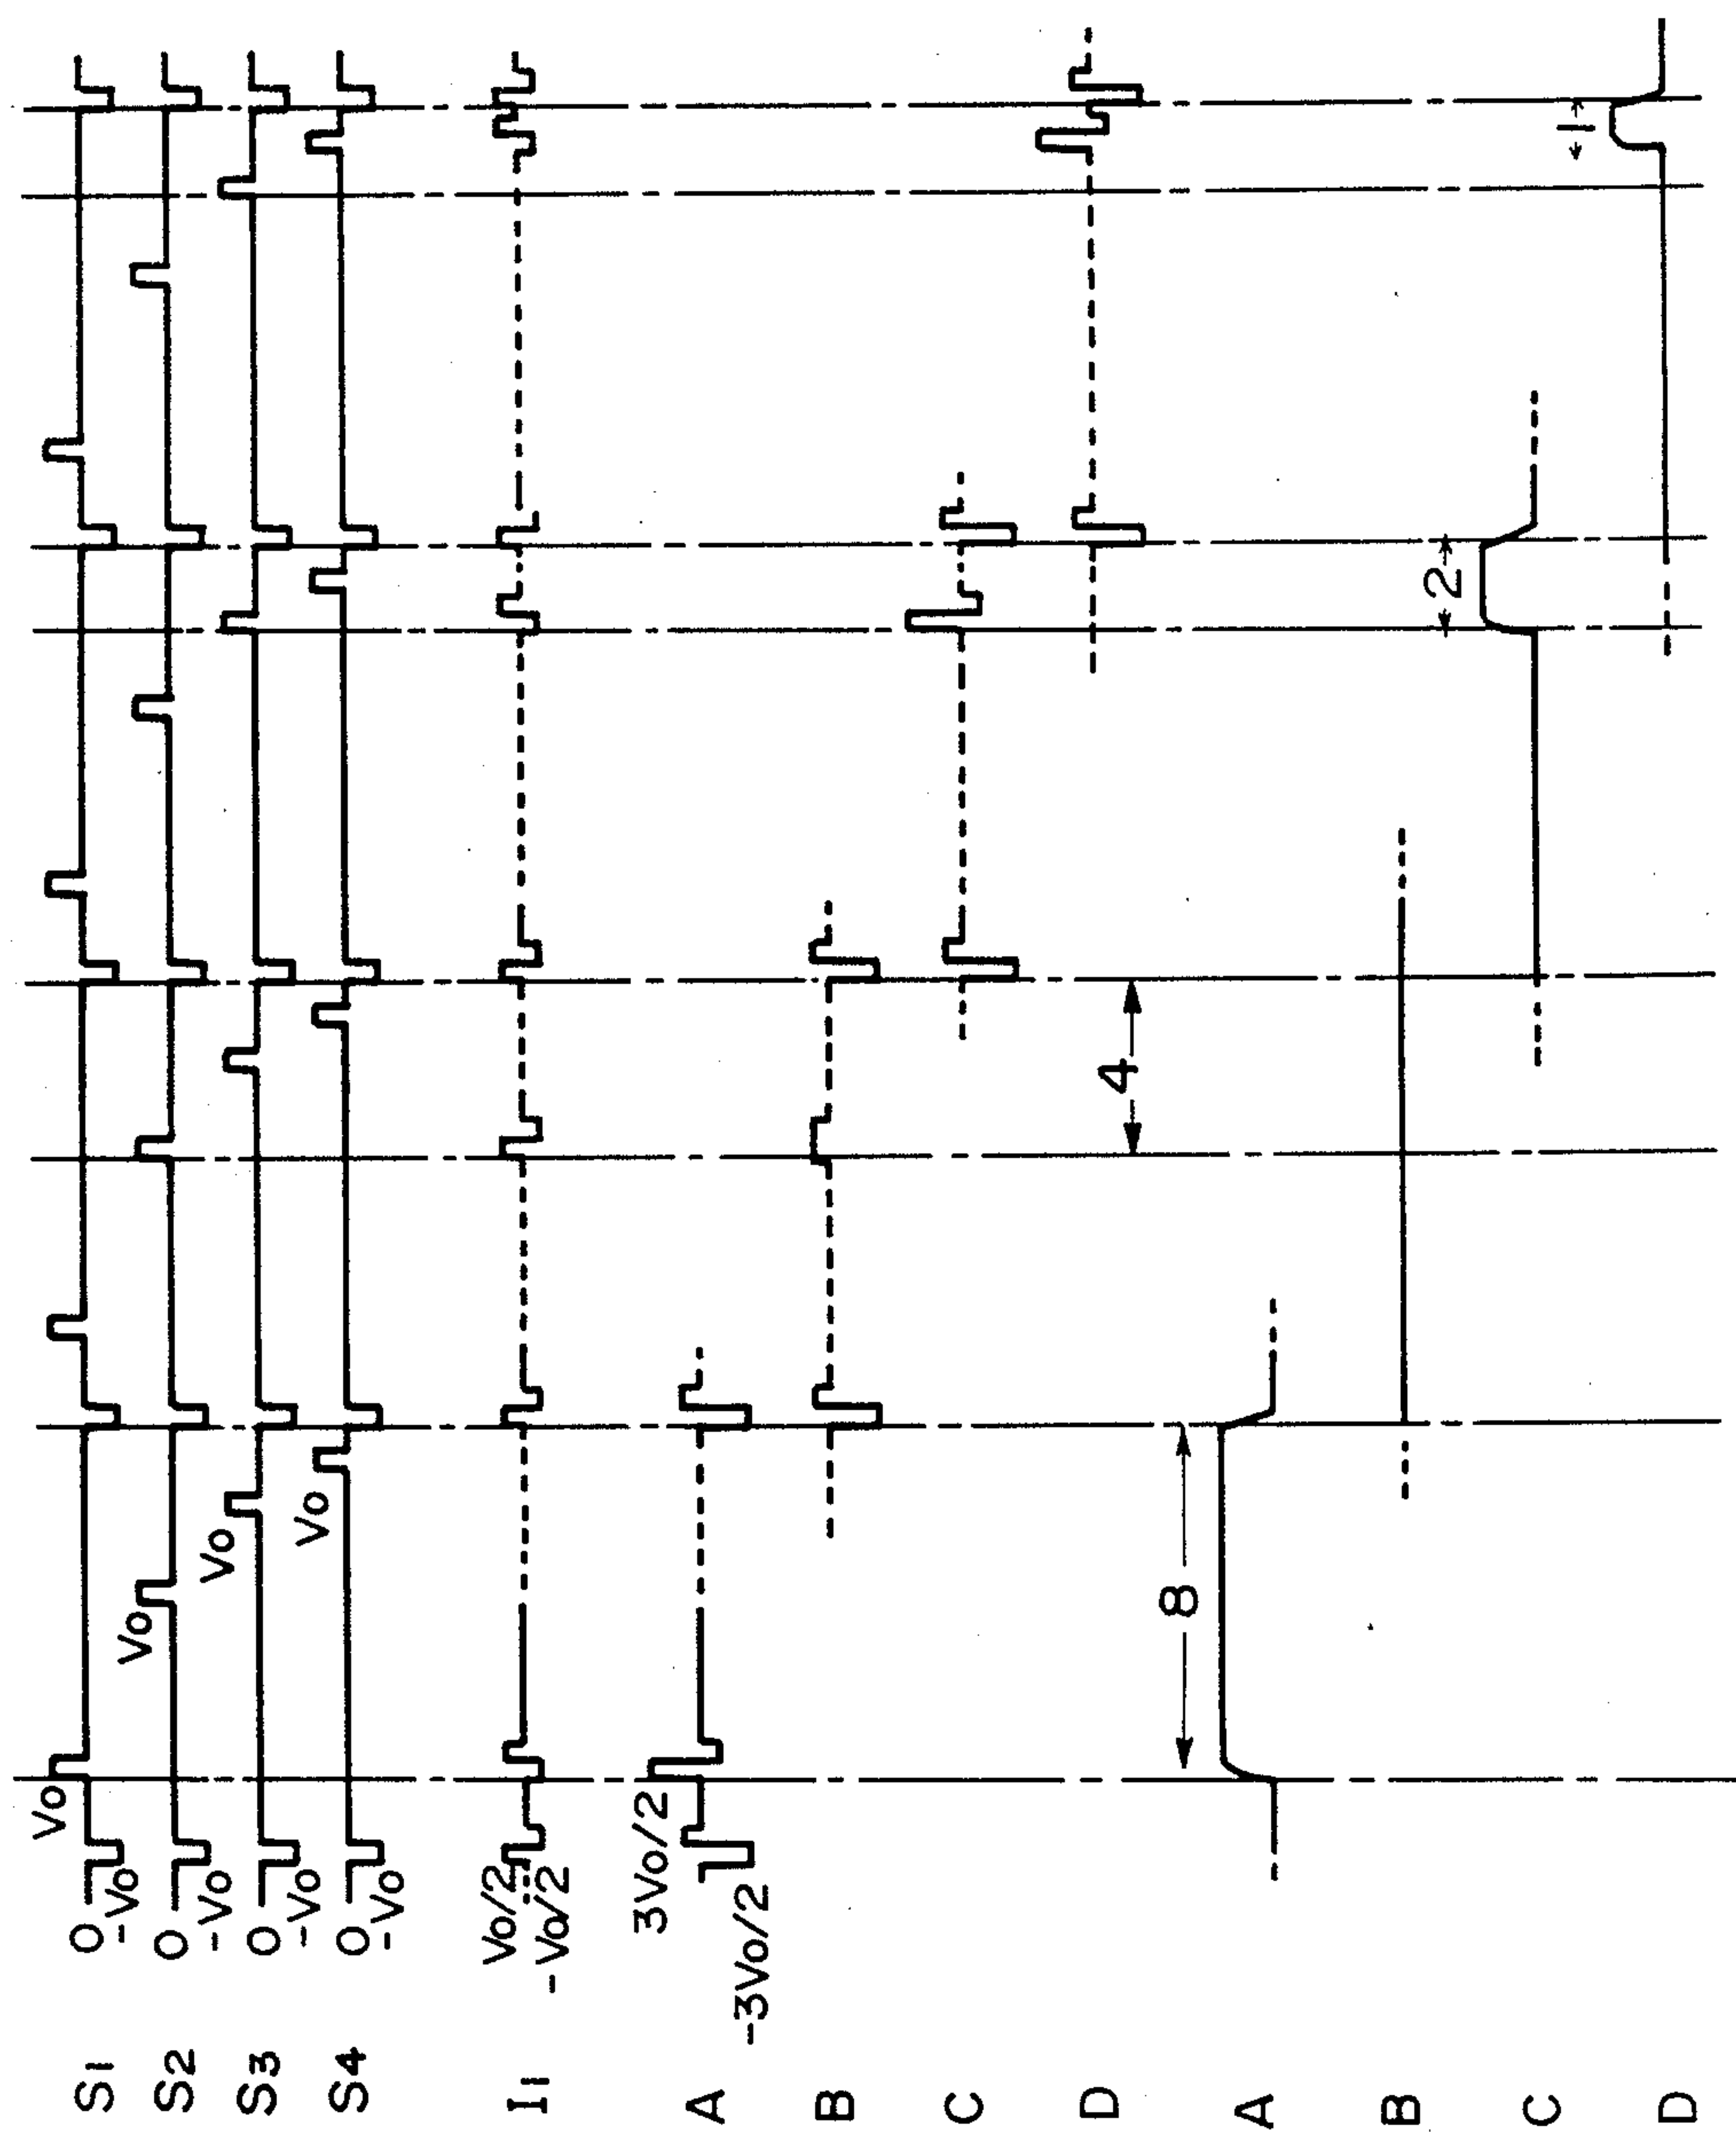 S1 0 -Vo Vo
S2 0 -Vo Vo
S3 0 -Vo Vo
S4 0 -Vo Vo
I1 Vo/2 -Vo/2
A 3Vo/2 -3Vo/2
B
C
D
4
A 8
B
C 2
D 1